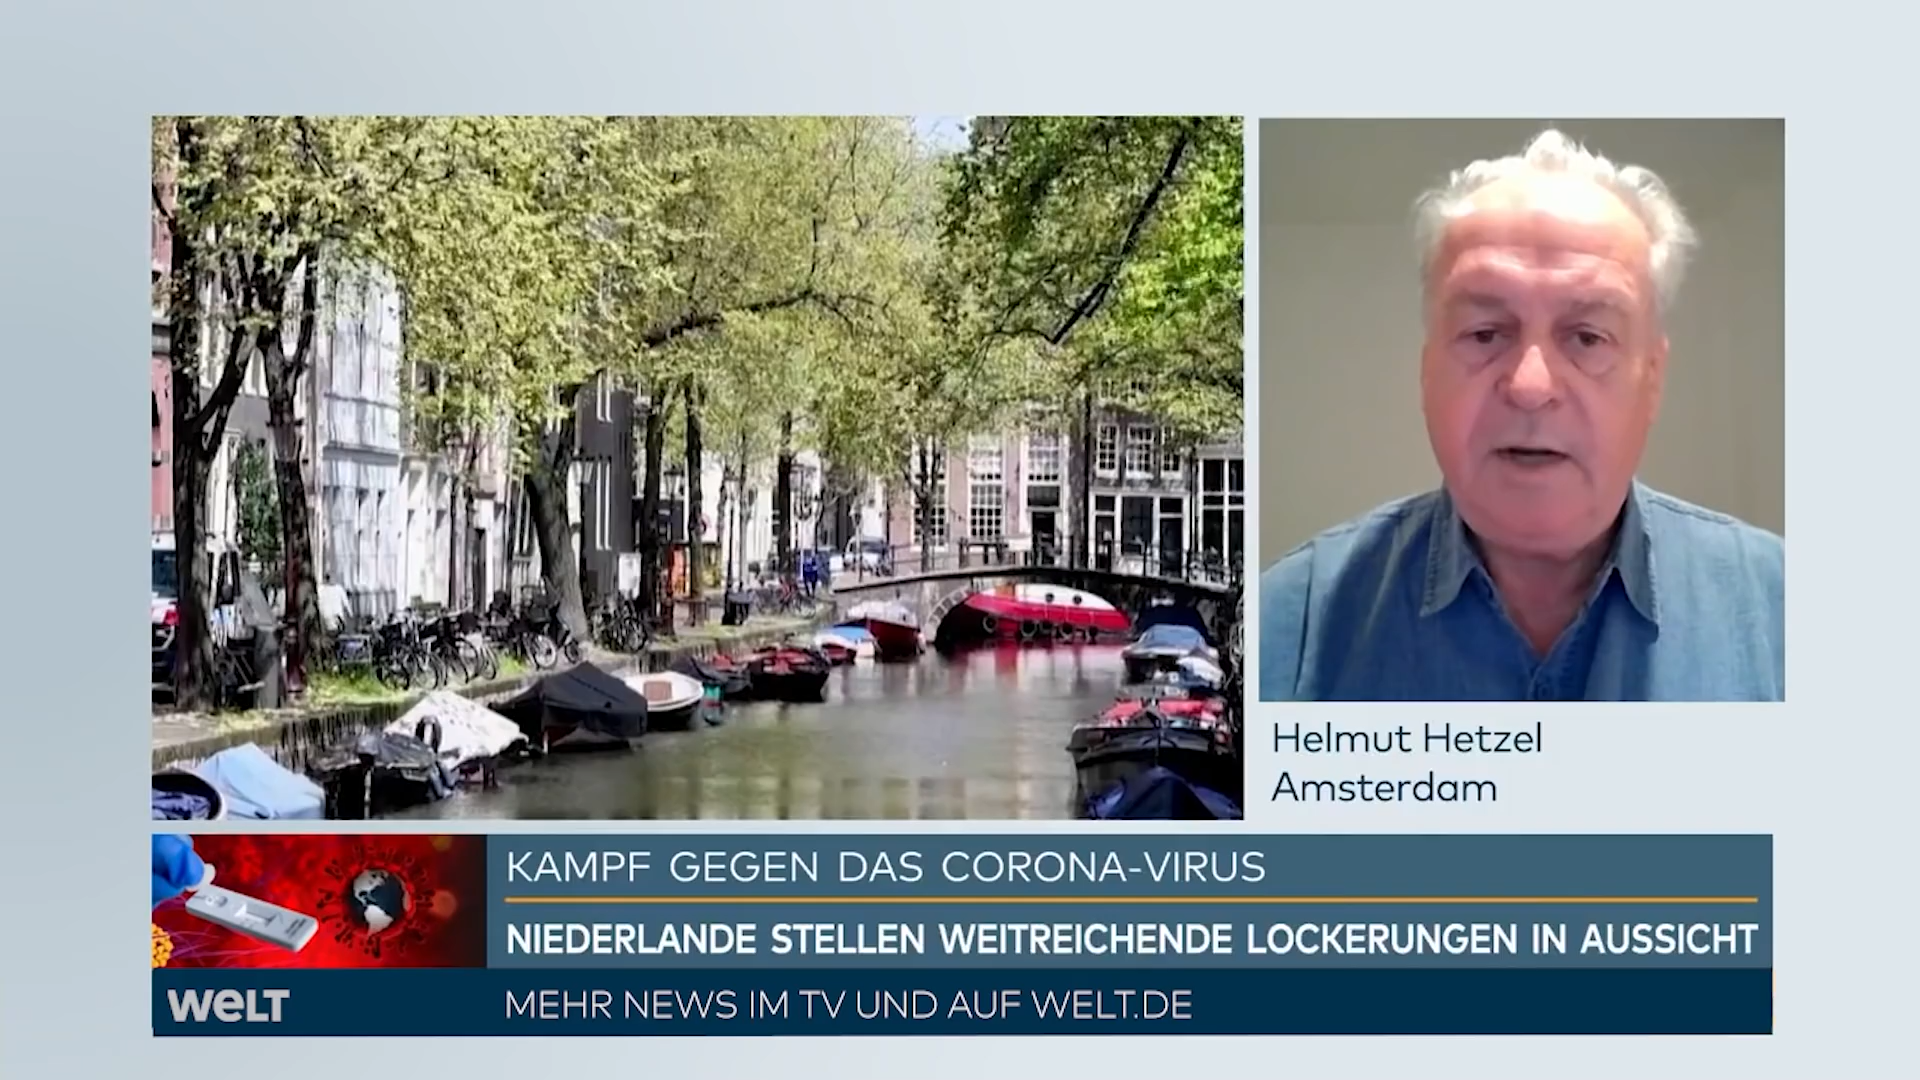 Helmut Hetzel
Amsterdam
KAMPF GEGEN DAS CORONA-VIRUS
NIEDERLANDE STELLEN WEITREICHENDE LOCKERUNGEN IN AUSSICHT
WELT
MEHR NEWS IM TV UND AUF WELT.DE